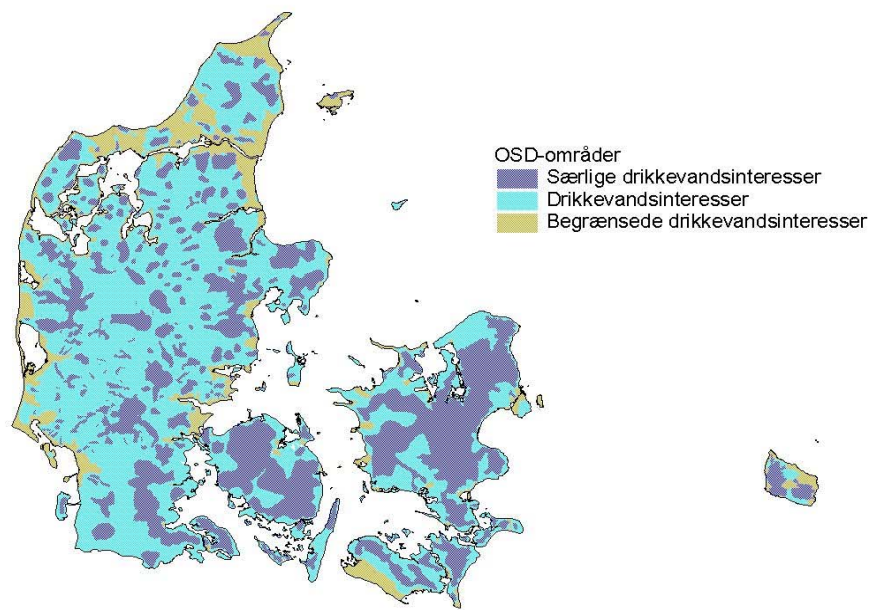 OSD-områder
Særlige drikkevandsinteresser
Drikkevandsinteresser
Begrænsede drikkevandsinteresser